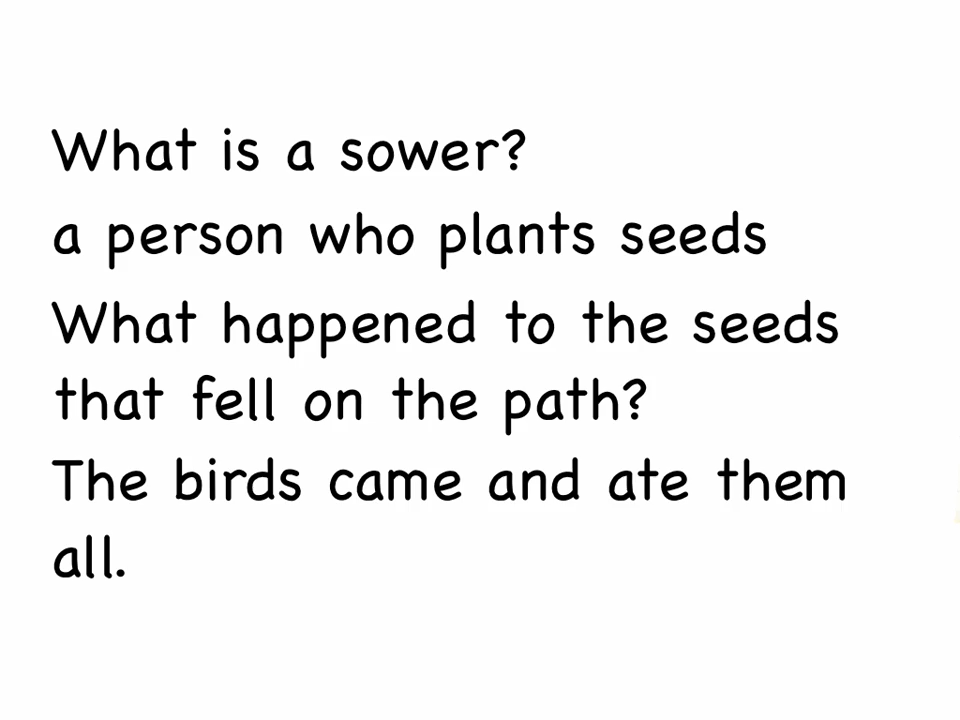 What is a sower?
a person who plants seeds
What happened to the seeds
that fell on the path?
The birds came and ate them
all.